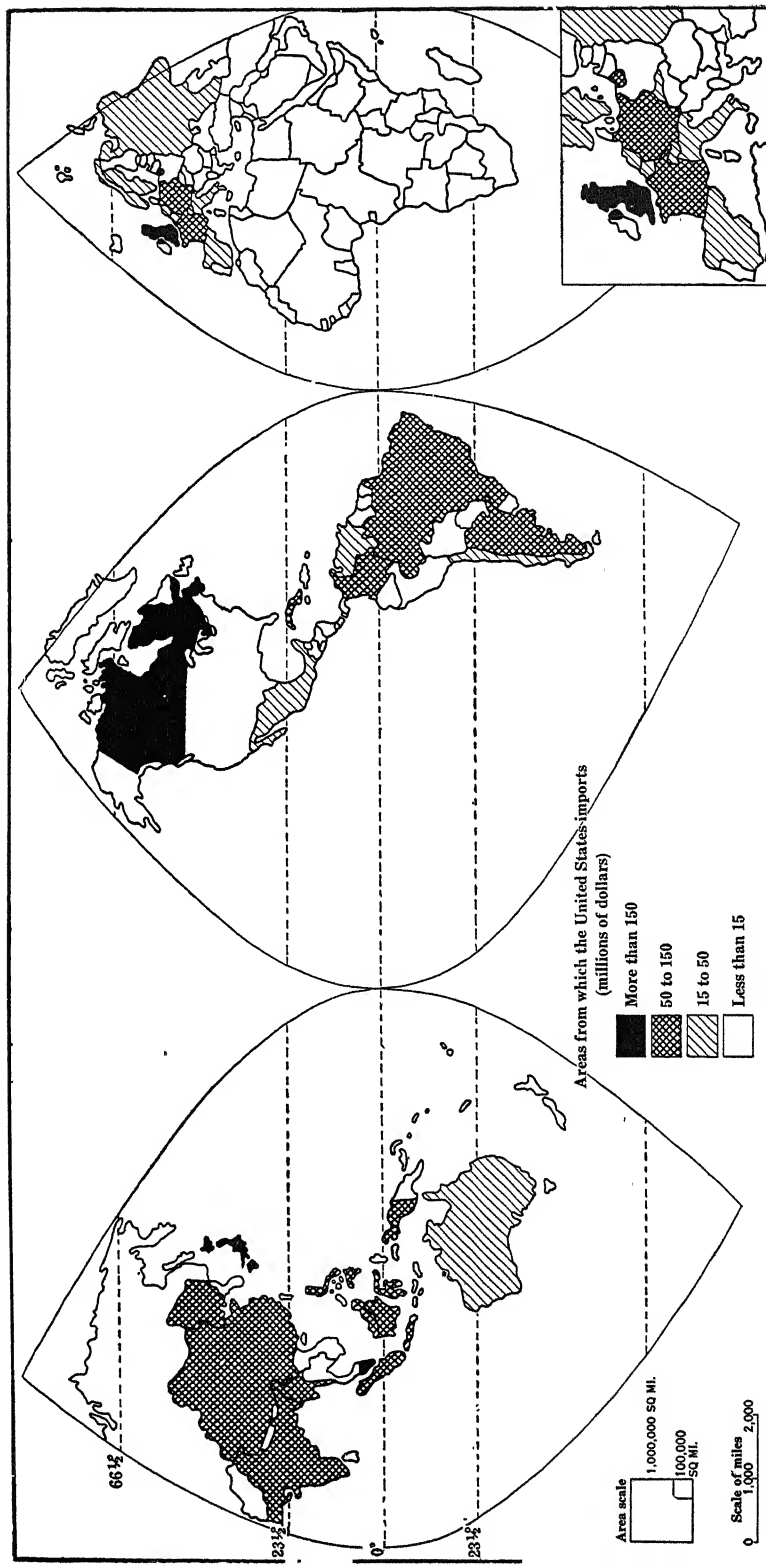 66½
23½
0°
23½
Areas from which the United States imports
(millions of dollars)
More than 150
50 to 150
15 to 50
Less than 15
Area scale
1,000,000 SQ MI.
100,000
SQ MI.
Scale of miles
0 1,000 2,000